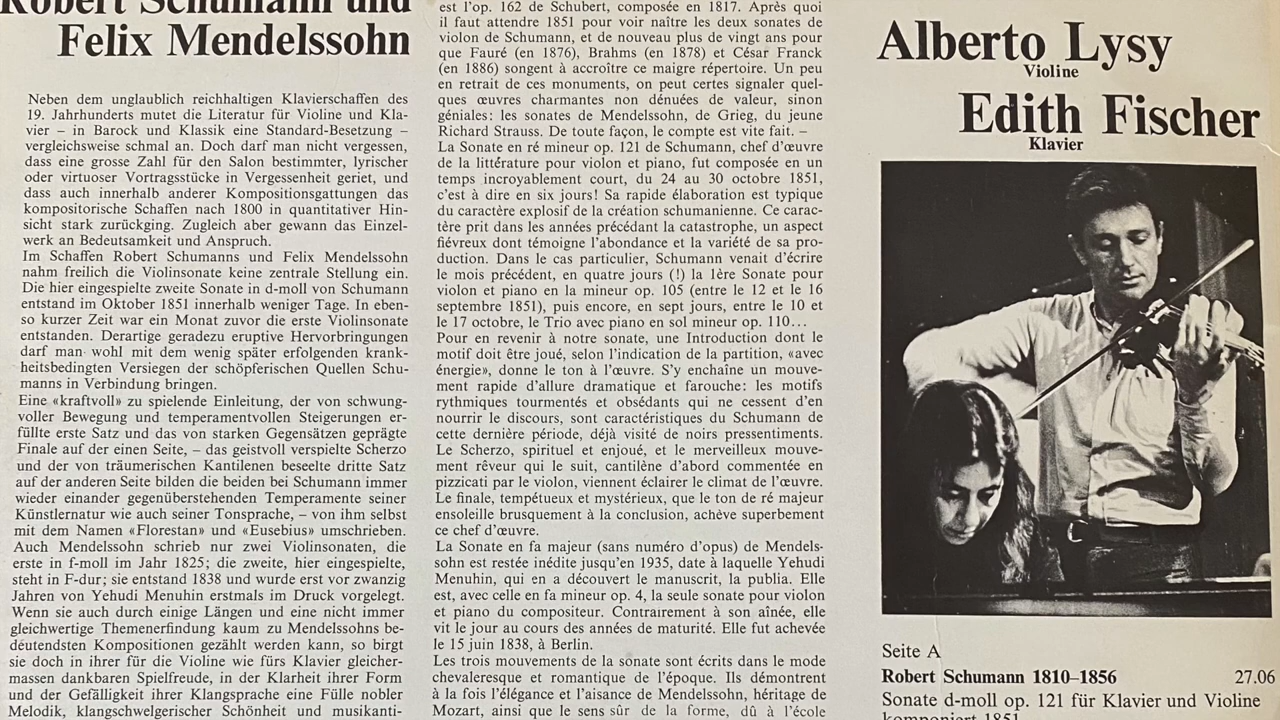 Robert Schumann und
Felix Mendelssohn
Neben dem unglaublich reichhaltigen Klavierschaffen des
19. Jahrhunderts mutet die Literatur für Violine und Kla-
vier – in Barock und Klassik eine Standard-Besetzung –
vergleichsweise schmal an. Doch darf man nicht vergessen,
dass eine grosse Zahl für den Salon bestimmter, lyrischer
oder virtuoser Vortragsstücke in Vergessenheit geriet, und
dass auch innerhalb anderer Kompositionsgattungen das
kompositorische Schaffen nach 1800 in quantitativer Hin-
sicht stark zurückging. Zugleich aber gewann das Einzel-
werk an Bedeutsamkeit und Anspruch.
Im Schaffen Robert Schumanns und Felix Mendelssohn
nahm freilich die Violinsonate keine zentrale Stellung ein.
Die hier eingespielte zweite Sonate in d-moll von Schumann
entstand im Oktober 1851 innerhalb weniger Tage. In eben-
so kurzer Zeit war ein Monat zuvor die erste Violinsonate
entstanden. Derartige geradezu eruptive Hervorbringungen
darf man wohl mit dem wenig später erfolgenden krank-
heitsbedingten Versiegen der schöpferischen Quellen Schu-
manns in Verbindung bringen.
Eine «kraftvoll» zu spielende Einleitung, der von schwung-
voller Bewegung und temperamentvollen Steigerungen er-
füllte erste Satz und das von starken Gegensätzen geprägte
Finale auf der einen Seite, – das geistvoll verspielte Scherzo
und der von träumerischen Kantilenen beseelte dritte Satz
auf der anderen Seite bilden die beiden bei Schumann immer
wieder einander gegenüberstehenden Temperamente seiner
Künstlernatur wie auch seiner Tonsprache, – von ihm selbst
mit dem Namen «Florestan» und «Eusebius» umschrieben.
Auch Mendelssohn schrieb nur zwei Violinsonaten, die
erste in f-moll im Jahr 1825; die zweite, hier eingespielte,
steht in F-dur; sie entstand 1838 und wurde erst vor zwanzig
Jahren von Yehudi Menuhin erstmals im Druck vorgelegt.
Wenn sie auch durch einige Längen und eine nicht immer
gleichwertige Themenerfindung kaum zu Mendelssohns be-
deutendsten Kompositionen gezählt werden kann, so birgt
sie doch in ihrer für die Violine wie fürs Klavier gleicher-
massen dankbaren Spielfreude, in der Klarheit ihrer Form
und der Gefälligkeit ihrer Klangsprache eine Fülle nobler
Melodik, klangschwelgerischer Schönheit und musikanti-
est l'op. 162 de Schubert, composée en 1817. Après quoi
il faut attendre 1851 pour voir naître les deux sonates de
violon de Schumann, et de nouveau plus de vingt ans pour
que Fauré (en 1876), Brahms (en 1878) et César Franck
(en 1886) songent à accroître ce maigre répertoire. Un peu
en retrait de ces monuments, on peut certes signaler quel-
ques œuvres charmantes non dénuées de valeur, sinon
géniales: les sonates de Mendelssohn, de Grieg, du jeune
Richard Strauss. De toute façon, le compte est vite fait. –
La Sonate en ré mineur op. 121 de Schumann, chef d'œuvre
de la littérature pour violon et piano, fut composée en un
temps incroyablement court, du 24 au 30 octobre 1851,
c'est à dire en six jours! Sa rapide élaboration est typique
du caractère explosif de la création schumanienne. Ce carac-
tère prit dans les années précédant la catastrophe, un aspect
fiévreux dont témoigne l'abondance et la variété de sa pro-
duction. Dans le cas particulier, Schumann venait d'écrire
le mois précédent, en quatre jours (!) la 1ère Sonate pour
violon et piano en la mineur op. 105 (entre le 12 et le 16
septembre 1851), puis encore, en sept jours, entre le 10 et
le 17 octobre, le Trio avec piano en sol mineur op. 110...
Pour en revenir à notre sonate, une Introduction dont le
motif doit être joué, selon l'indication de la partition, «avec
énergie», donne le ton à l'œuvre. S'y enchaîne un mouve-
ment rapide d'allure dramatique et farouche: les motifs
rythmiques tourmentés et obsédants qui ne cessent d'en
nourrir le discours, sont caractéristiques du Schumann de
cette dernière période, déjà visité de noirs pressentiments.
Le Scherzo, spirituel et enjoué, et le merveilleux mouve-
ment rêveur qui le suit, cantilène d'abord commentée en
pizzicati par le violon, viennent éclairer le climat de l'œuvre.
Le finale, tempétueux et mystérieux, que le ton de ré majeur
ensoleille brusquement à la conclusion, achève superbement
ce chef d'œuvre.
La Sonate en fa majeur (sans numéro d'opus) de Mendels-
sohn est restée inédite jusqu'en 1935, date à laquelle Yehudi
Menuhin, qui en a découvert le manuscrit, la publia. Elle
est, avec celle en fa mineur op. 4, la seule sonate pour violon
et piano du compositeur. Contrairement à son aînée, elle
vit le jour au cours des années de maturité. Elle fut achevée
le 15 juin 1838, à Berlin.
Les trois mouvements de la sonate sont écrits dans le mode
chevaleresque et romantique de l'époque. Ils démontrent
à la fois l'élégance et l'aisance de Mendelssohn, héritage de
Mozart, ainsi que le sens sûr de la forme, dû à l'école
Alberto Lysy
Violine
Edith Fischer
Klavier
Seite A
Robert Schumann 1810–1856 27.06
Sonate d-moll op. 121 für Klavier und Violine
komponiert 1851